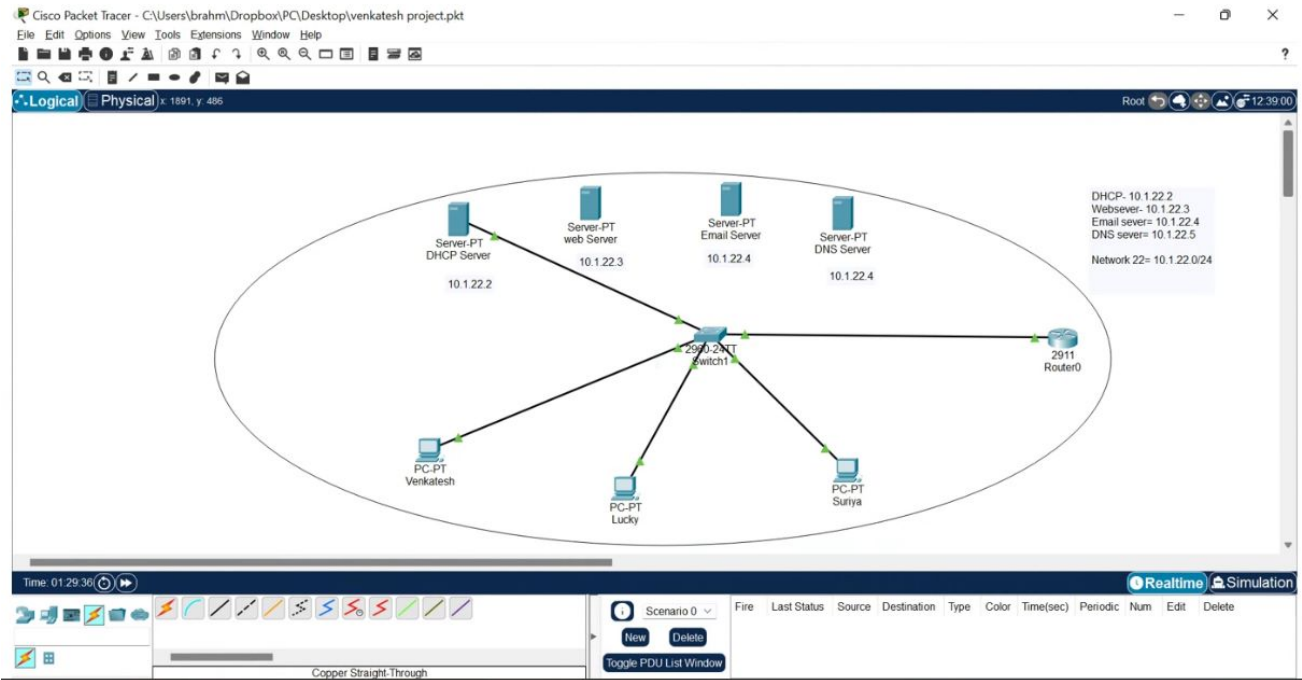 Cisco Packet Tracer - C:\Users\brahm\Dropbox\PC\Desktop\venkatesh project.pkt
File Edit Options View Tools Extensions Window Help
?
Logical Physical x: 1891, y: 486 Root 12:39:00
DHCP- 10.1.22.2
Websever- 10.1.22.3
Email sever= 10.1.22.4
DNS sever= 10.1.22.5
Network 22= 10.1.22.0/24
Server-PT
DHCP Server
10.1.22.2
Server-PT
web Server
10.1.22.3
Server-PT
Email Server
10.1.22.4
Server-PT
DNS Server
10.1.22.4
2960-24TT
Switch1
2911
Router0
PC-PT
Venkatesh
PC-PT
Lucky
PC-PT
Suriya
Time: 01:29:36 Realtime Simulation
Scenario 0
New Delete
Toggle PDU List Window
Fire Last Status Source Destination Type Color Time(sec) Periodic Num Edit Delete
Copper Straight-Through